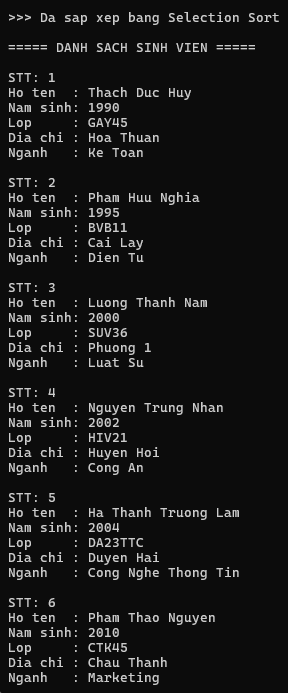 >>> Da sap xep bang Selection Sort
===== DANH SACH SINH VIEN =====
STT: 1
Ho ten  : Thach Duc Huy
Nam sinh: 1990
Lop     : GAY45
Dia chi : Hoa Thuan
Nganh   : Ke Toan
STT: 2
Ho ten  : Pham Huu Nghia
Nam sinh: 1995
Lop     : BVB11
Dia chi : Cai Lay
Nganh   : Dien Tu
STT: 3
Ho ten  : Luong Thanh Nam
Nam sinh: 2000
Lop     : SUV36
Dia chi : Phuong 1
Nganh   : Luat Su
STT: 4
Ho ten  : Nguyen Trung Nhan
Nam sinh: 2002
Lop     : HIV21
Dia chi : Huyen Hoi
Nganh   : Cong An
STT: 5
Ho ten  : Ha Thanh Truong Lam
Nam sinh: 2004
Lop     : DA23TTC
Dia chi : Duyen Hai
Nganh   : Cong Nghe Thong Tin
STT: 6
Ho ten  : Pham Thao Nguyen
Nam sinh: 2010
Lop     : CTK45
Dia chi : Chau Thanh
Nganh   : Marketing